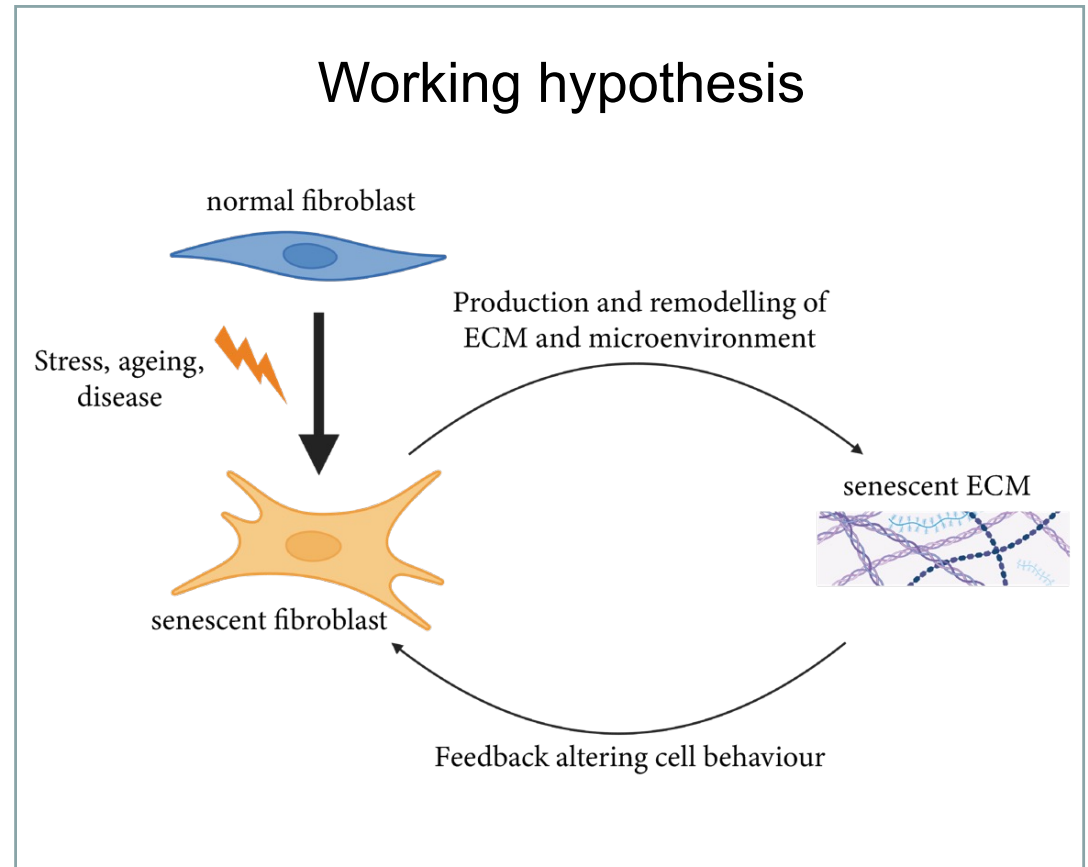 Working hypothesis
normal fibroblast
Production and remodelling of
ECM and microenvironment
Stress, ageing,
disease
senescent ECM
senescent fibroblast
Feedback altering cell behaviour